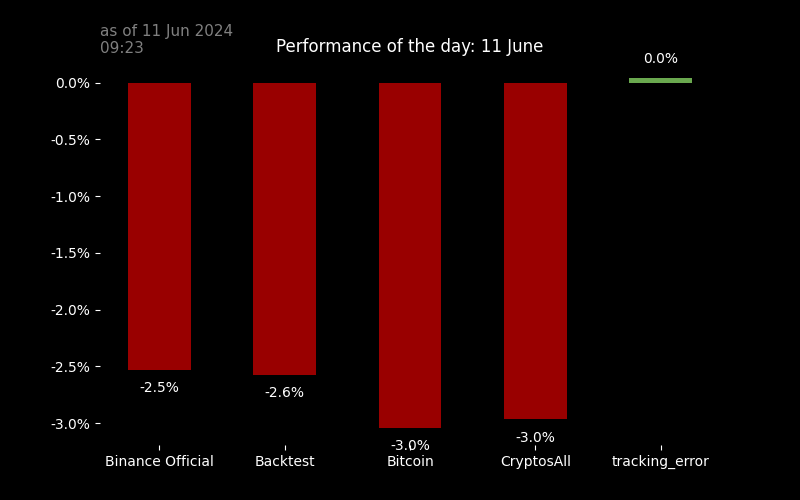 as of 11 Jun 2024
09:23
Performance of the day: 11 June
0.0%
0.0%
-0.5%
-1.0%
-1.5%
-2.0%
-2.5%
-3.0%
-2.5%
-2.6%
-3.0%
-3.0%
Binance Official
Backtest
Bitcoin
CryptosAll
tracking_error